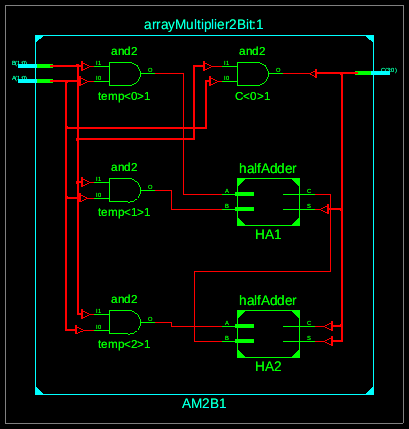 arrayMultiplier2Bit:1
and2
and2
B(1:0)
A(1:0)
I1
I0
O
I1
I0
O
C(3:0)
temp<0>1
C<0>1
and2
halfAdder
I1
I0
O
A
B
C
S
temp<1>1
HA1
and2
halfAdder
I1
I0
O
A
B
C
S
temp<2>1
HA2
AM2B1